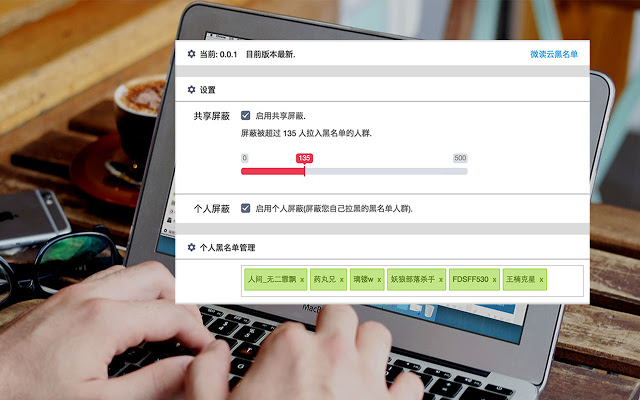 当前: 0.0.1 目前版本最新.
微读云黑名单
设置
共享屏蔽 启用共享屏蔽.
屏蔽被超过 135 人拉入黑名单的人群.
0 135 500
个人屏蔽 启用个人屏蔽(屏蔽您自己拉黑的黑名单人群).
个人黑名单管理
人间_无二霏飘 x 药丸兄 x 璃镂w x 妖狼部落杀手 x FDSFF530 x 王楠克星 x
MacB